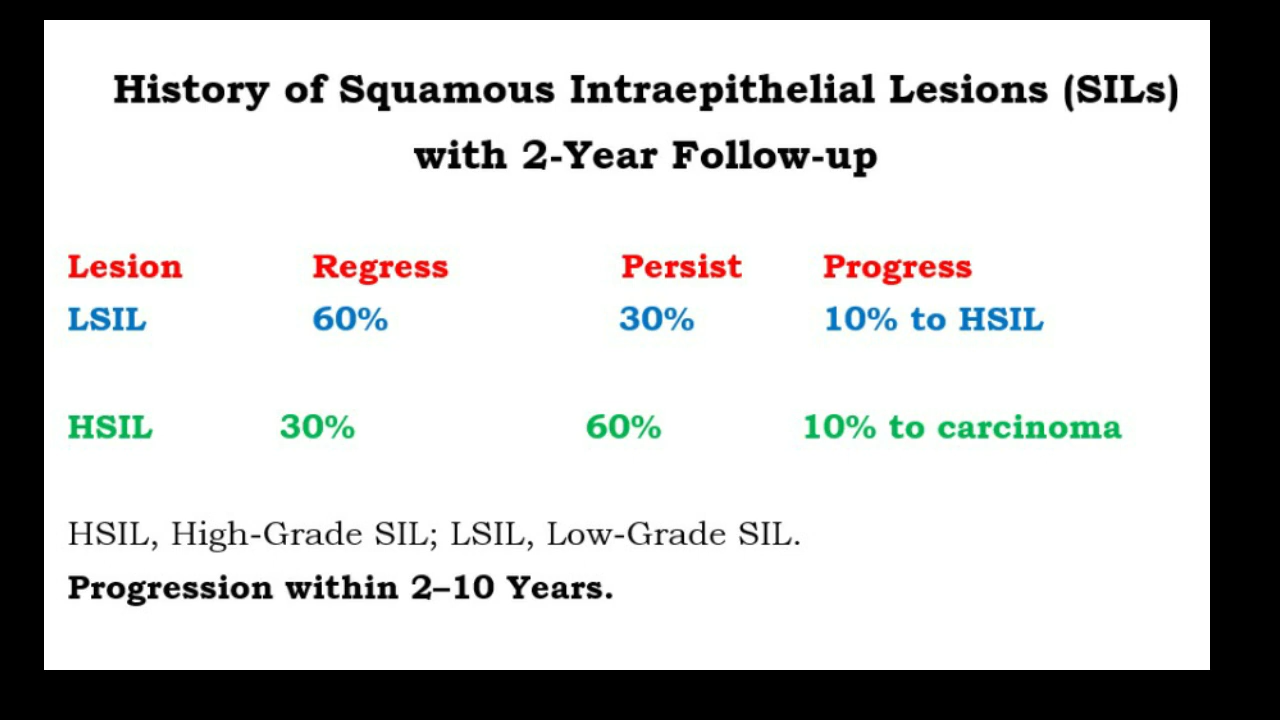 History of Squamous Intraepithelial Lesions (SILs)
with 2-Year Follow-up
Lesion Regress Persist Progress
LSIL 60% 30% 10% to HSIL
HSIL 30% 60% 10% to carcinoma
HSIL, High-Grade SIL; LSIL, Low-Grade SIL.
Progression within 2–10 Years.